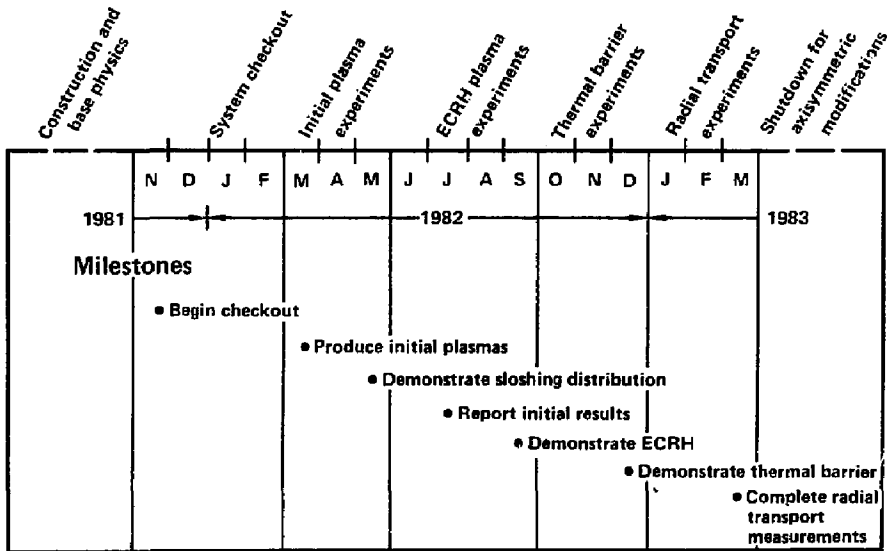 Construction and
base physics
System checkout
Initial plasma
experiments
ECRH plasma
experiments
Thermal barrier
experiments
Radial transport
experiments
Shutdown for
axisymmetric
modifications
N D J F M A M J J A S O N D J F M
1981 1982 1983
Milestones
• Begin checkout
• Produce initial plasmas
• Demonstrate sloshing distribution
• Report initial results
• Demonstrate ECRH
• Demonstrate thermal barrier
• Complete radial
transport
measurements